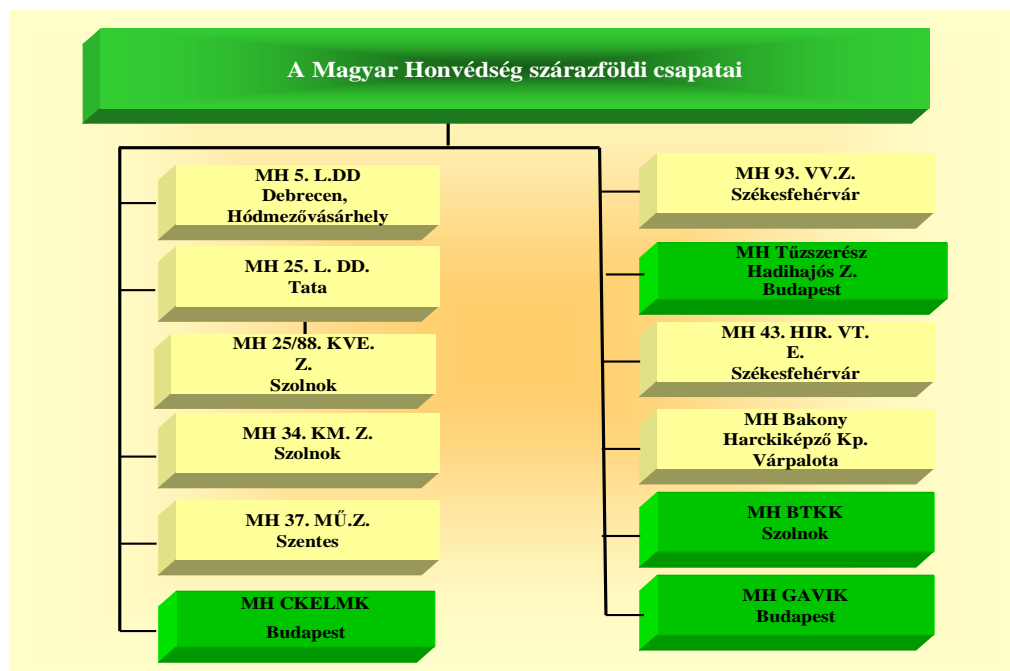 A Magyar Honvédség szárazföldi csapatai
MH 5. L.DD
Debrecen,
Hódmezővásárhely
MH 25. L. DD.
Tata
MH 25/88. KVE.
Z.
Szolnok
MH 34. KM. Z.
Szolnok
MH 37. MŰ.Z.
Szentes
MH CKELMK
Budapest
MH 93. VV.Z.
Székesfehérvár
MH Tűzszerész
Hadihajós Z.
Budapest
MH 43. HIR. VT.
E.
Székesfehérvár
MH Bakony
Harckiképző Kp.
Várpalota
MH BTKK
Szolnok
MH GAVIK
Budapest